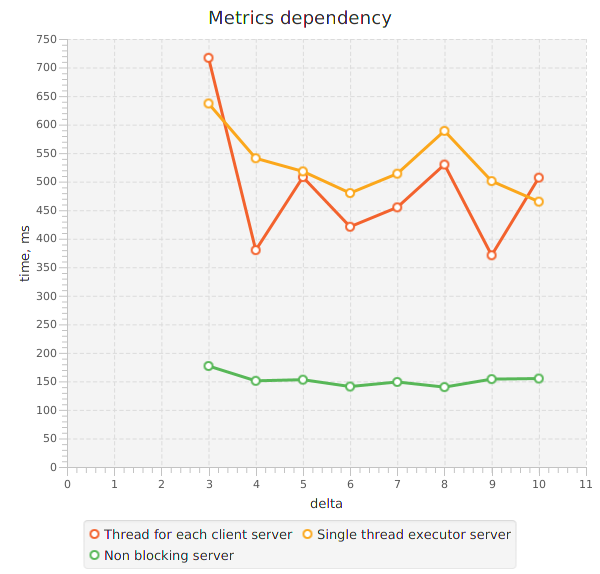 Metrics dependency
750
700
650
600
550
500
450
400
350
300
250
200
150
100
50
0
time, ms
0 1 2 3 4 5 6 7 8 9 10 11
delta
Thread for each client server Single thread executor server
Non blocking server